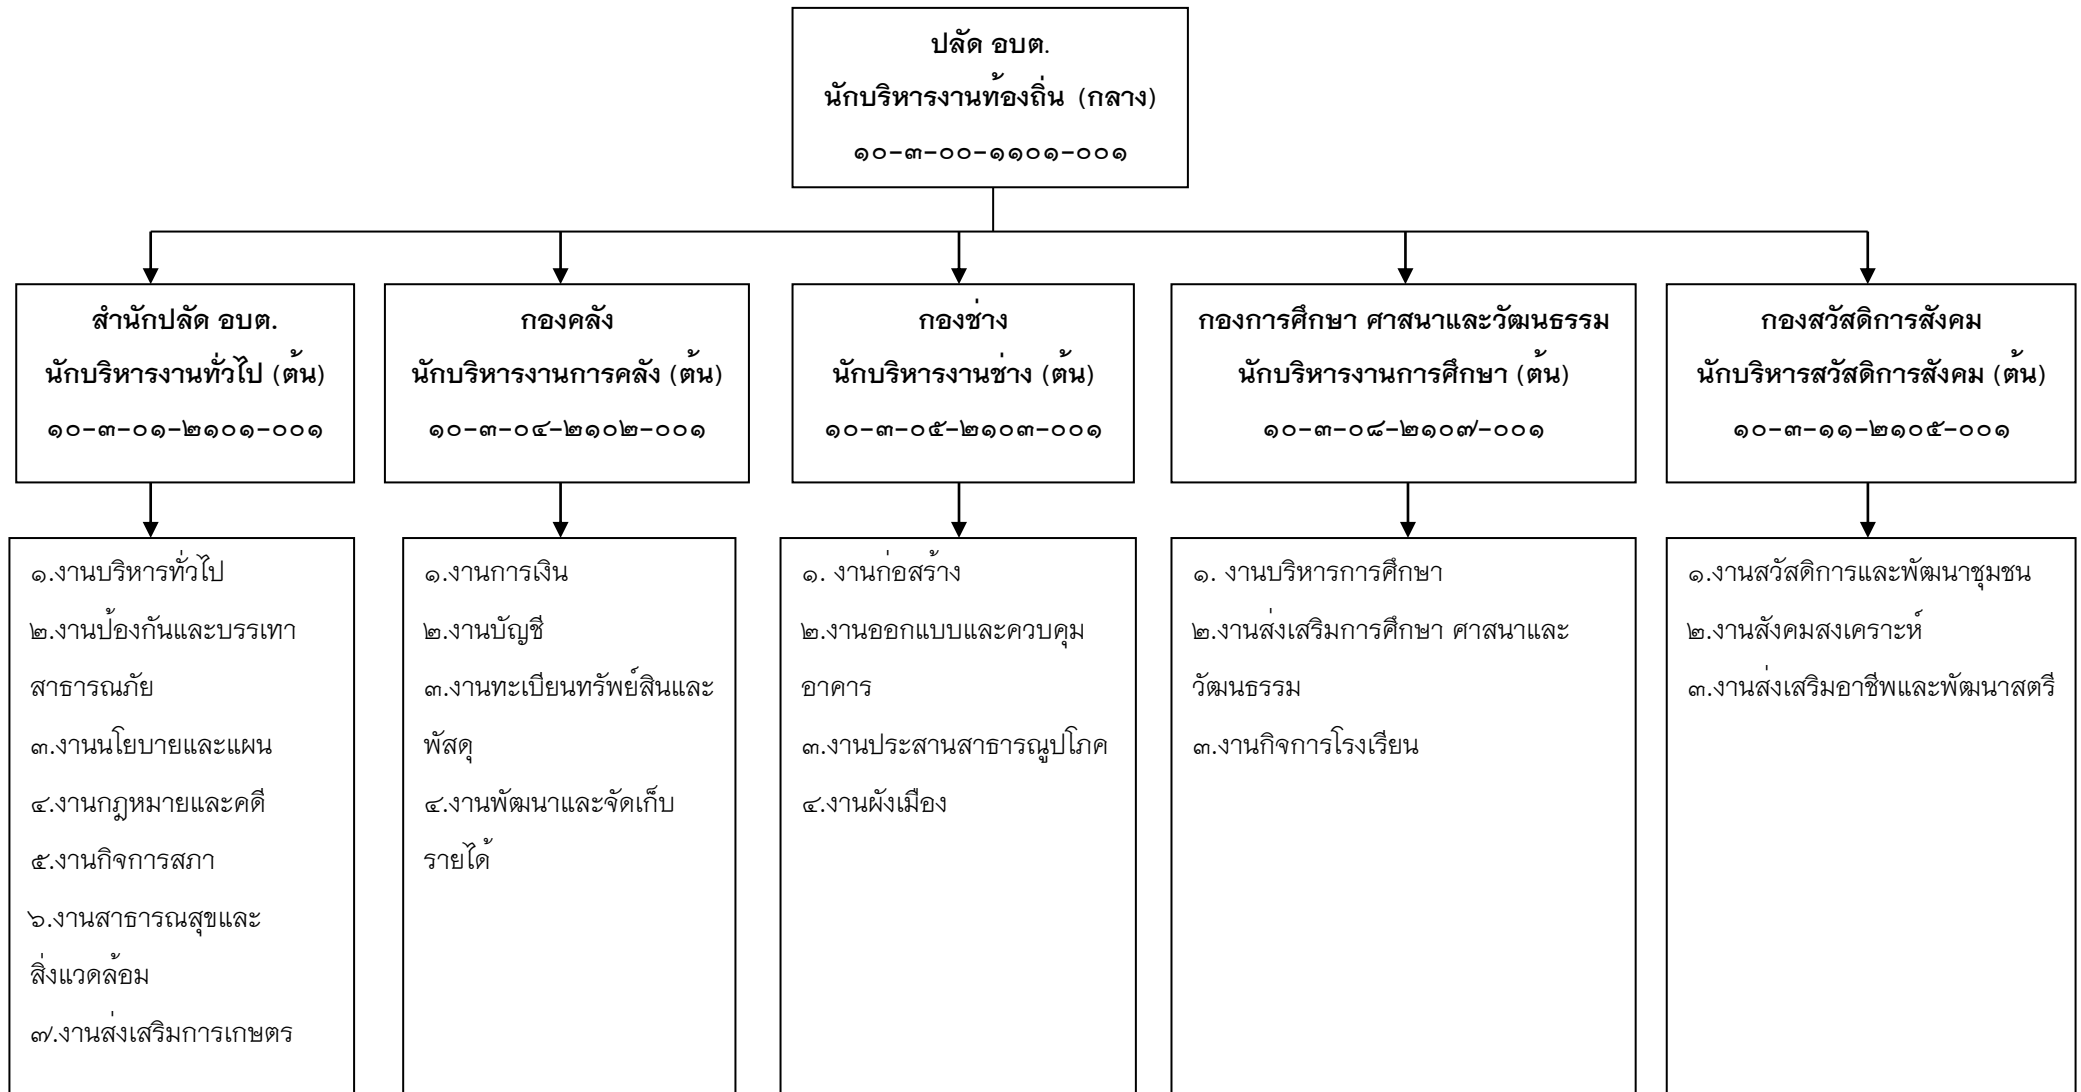 ปลัด อบต.
นักบริหารงานท้องถิ่น (กลาง)
๑๐-๓-๐๐-๑๑๐๑-๐๐๑
สำนักปลัด อบต.
นักบริหารงานทั่วไป (ต้น)
๑๐-๓-๐๑-๒๑๐๑-๐๐๑
กองคลัง
นักบริหารงานการคลัง (ต้น)
๑๐-๓-๐๔-๒๑๐๒-๐๐๑
กองช่าง
นักบริหารงานช่าง (ต้น)
๑๐-๓-๐๕-๒๑๐๓-๐๐๑
กองการศึกษา ศาสนาและวัฒนธรรม
นักบริหารงานการศึกษา (ต้น)
๑๐-๓-๐๘-๒๑๐๗-๐๐๑
กองสวัสดิการสังคม
นักบริหารสวัสดิการสังคม (ต้น)
๑๐-๓-๑๑-๒๑๐๕-๐๐๑
๑.งานบริหารทั่วไป
๒.งานป้องกันและบรรเทา
สาธารณภัย
๓.งานนโยบายและแผน
๔.งานกฎหมายและคดี
๕.งานกิจการสภา
๖.งานสาธารณสุขและ
สิ่งแวดล้อม
๗.งานส่งเสริมการเกษตร
๑.งานการเงิน
๒.งานบัญชี
๓.งานทะเบียนทรัพย์สินและ
พัสดุ
๔.งานพัฒนาและจัดเก็บ
รายได้
๑. งานก่อสร้าง
๒.งานออกแบบและควบคุม
อาคาร
๓.งานประสานสาธารณูปโภค
๔.งานผังเมือง
๑. งานบริหารการศึกษา
๒.งานส่งเสริมการศึกษา ศาสนาและ
วัฒนธรรม
๓.งานกิจการโรงเรียน
๑.งานสวัสดิการและพัฒนาชุมชน
๒.งานสังคมสงเคราะห์
๓.งานส่งเสริมอาชีพและพัฒนาสตรี